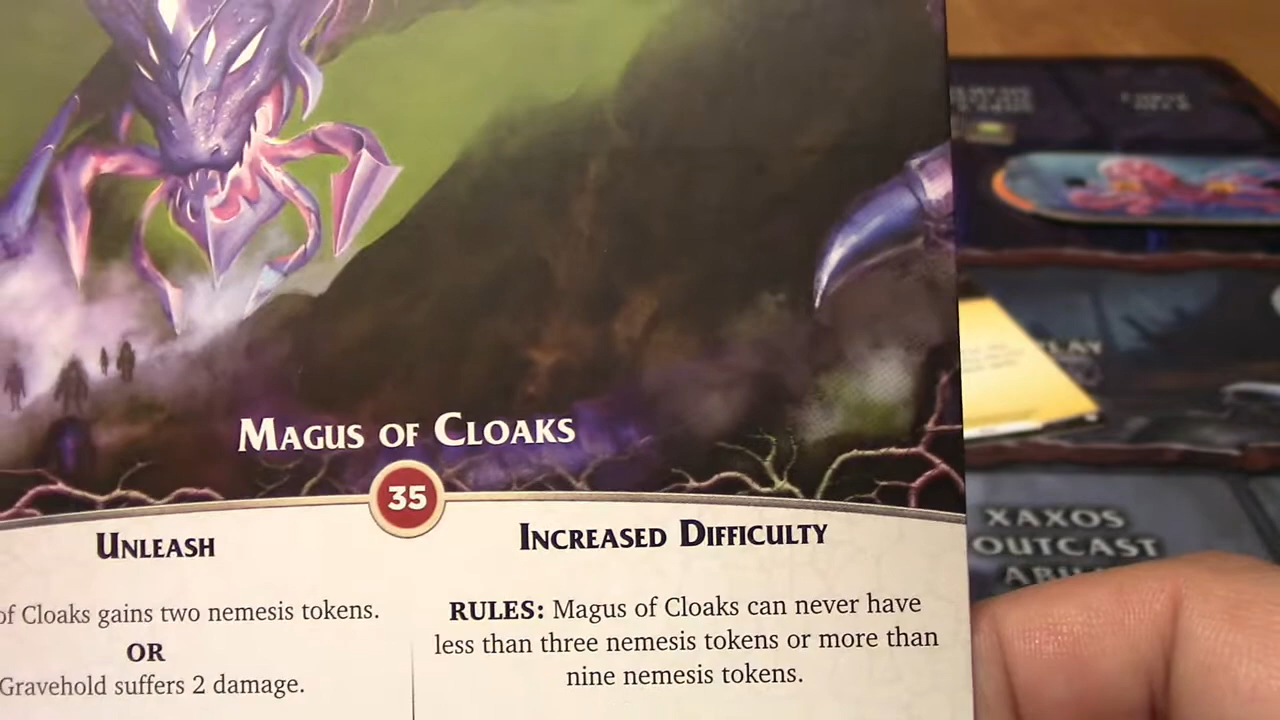 MAGUS OF CLOAKS
35
UNLEASH
of Cloaks gains two nemesis tokens.
OR
Gravehold suffers 2 damage.
INCREASED DIFFICULTY
RULES: Magus of Cloaks can never have
less than three nemesis tokens or more than
nine nemesis tokens.
XAXOS
OUTCAST